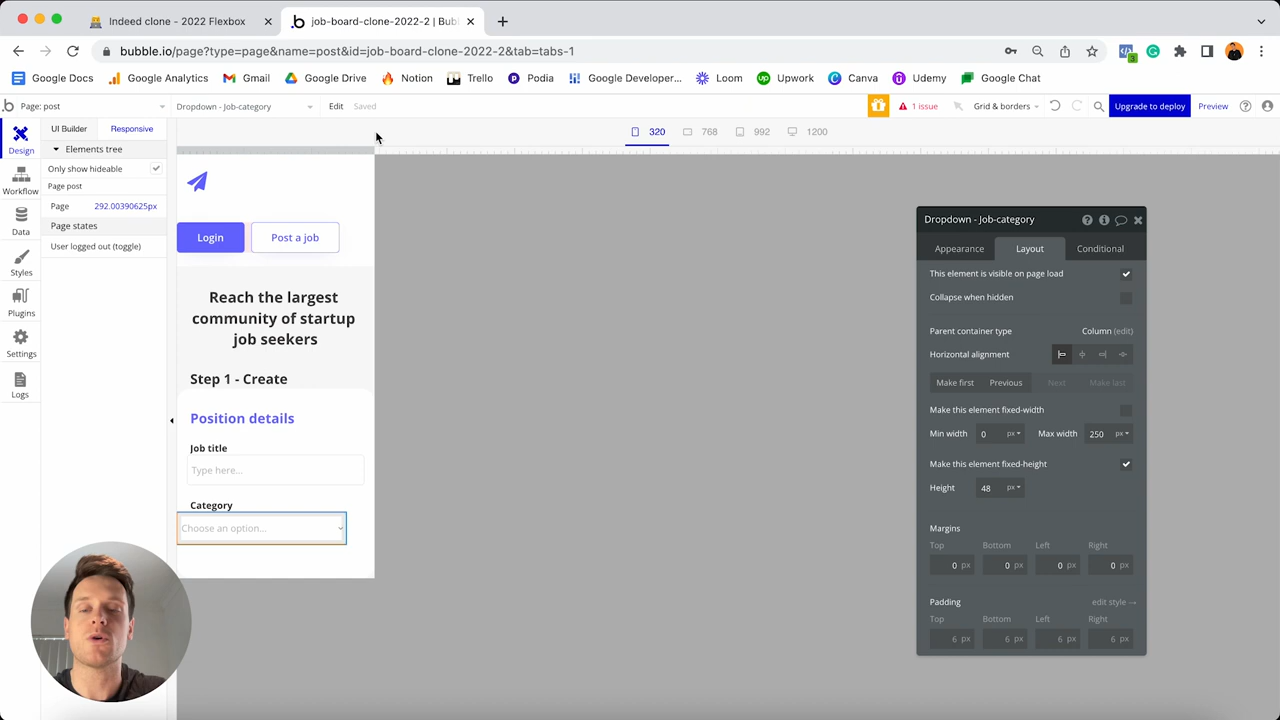 Indeed clone - 2022 Flexbox
job-board-clone-2022-2 | Bubl
bubble.io/page?type=page&name=post&id=job-board-clone-2022-2&tab=tabs-1
3
Google Docs
Google Analytics
Gmail
Google Drive
Notion
Trello
Podia
Google Developer...
Loom
Upwork
Canva
Udemy
Google Chat
Page: post
Dropdown - Job-category
Edit
Saved
1 issue
Grid & borders
Upgrade to deploy
Preview
Design
Workflow
Data
Styles
Plugins
Settings
Logs
UI Builder
Responsive
Elements tree
Only show hideable
Page post
Page 292.00390625px
Page states
User logged out (toggle)
320
768
992
1200
Login
Post a job
Reach the largest
community of startup
job seekers
Step 1 - Create
Position details
Job title
Type here...
Category
Choose an option...
Dropdown - Job-category
Appearance
Layout
Conditional
This element is visible on page load
Collapse when hidden
Parent container type Column (edit)
Horizontal alignment
Make first Previous Next Make last
Make this element fixed-width
Min width 0 px Max width 250 px
Make this element fixed-height
Height 48 px
Margins
Top Bottom Left Right
0 px 0 px 0 px 0 px
Padding edit style →
Top Bottom Left Right
6 px 6 px 6 px 6 px